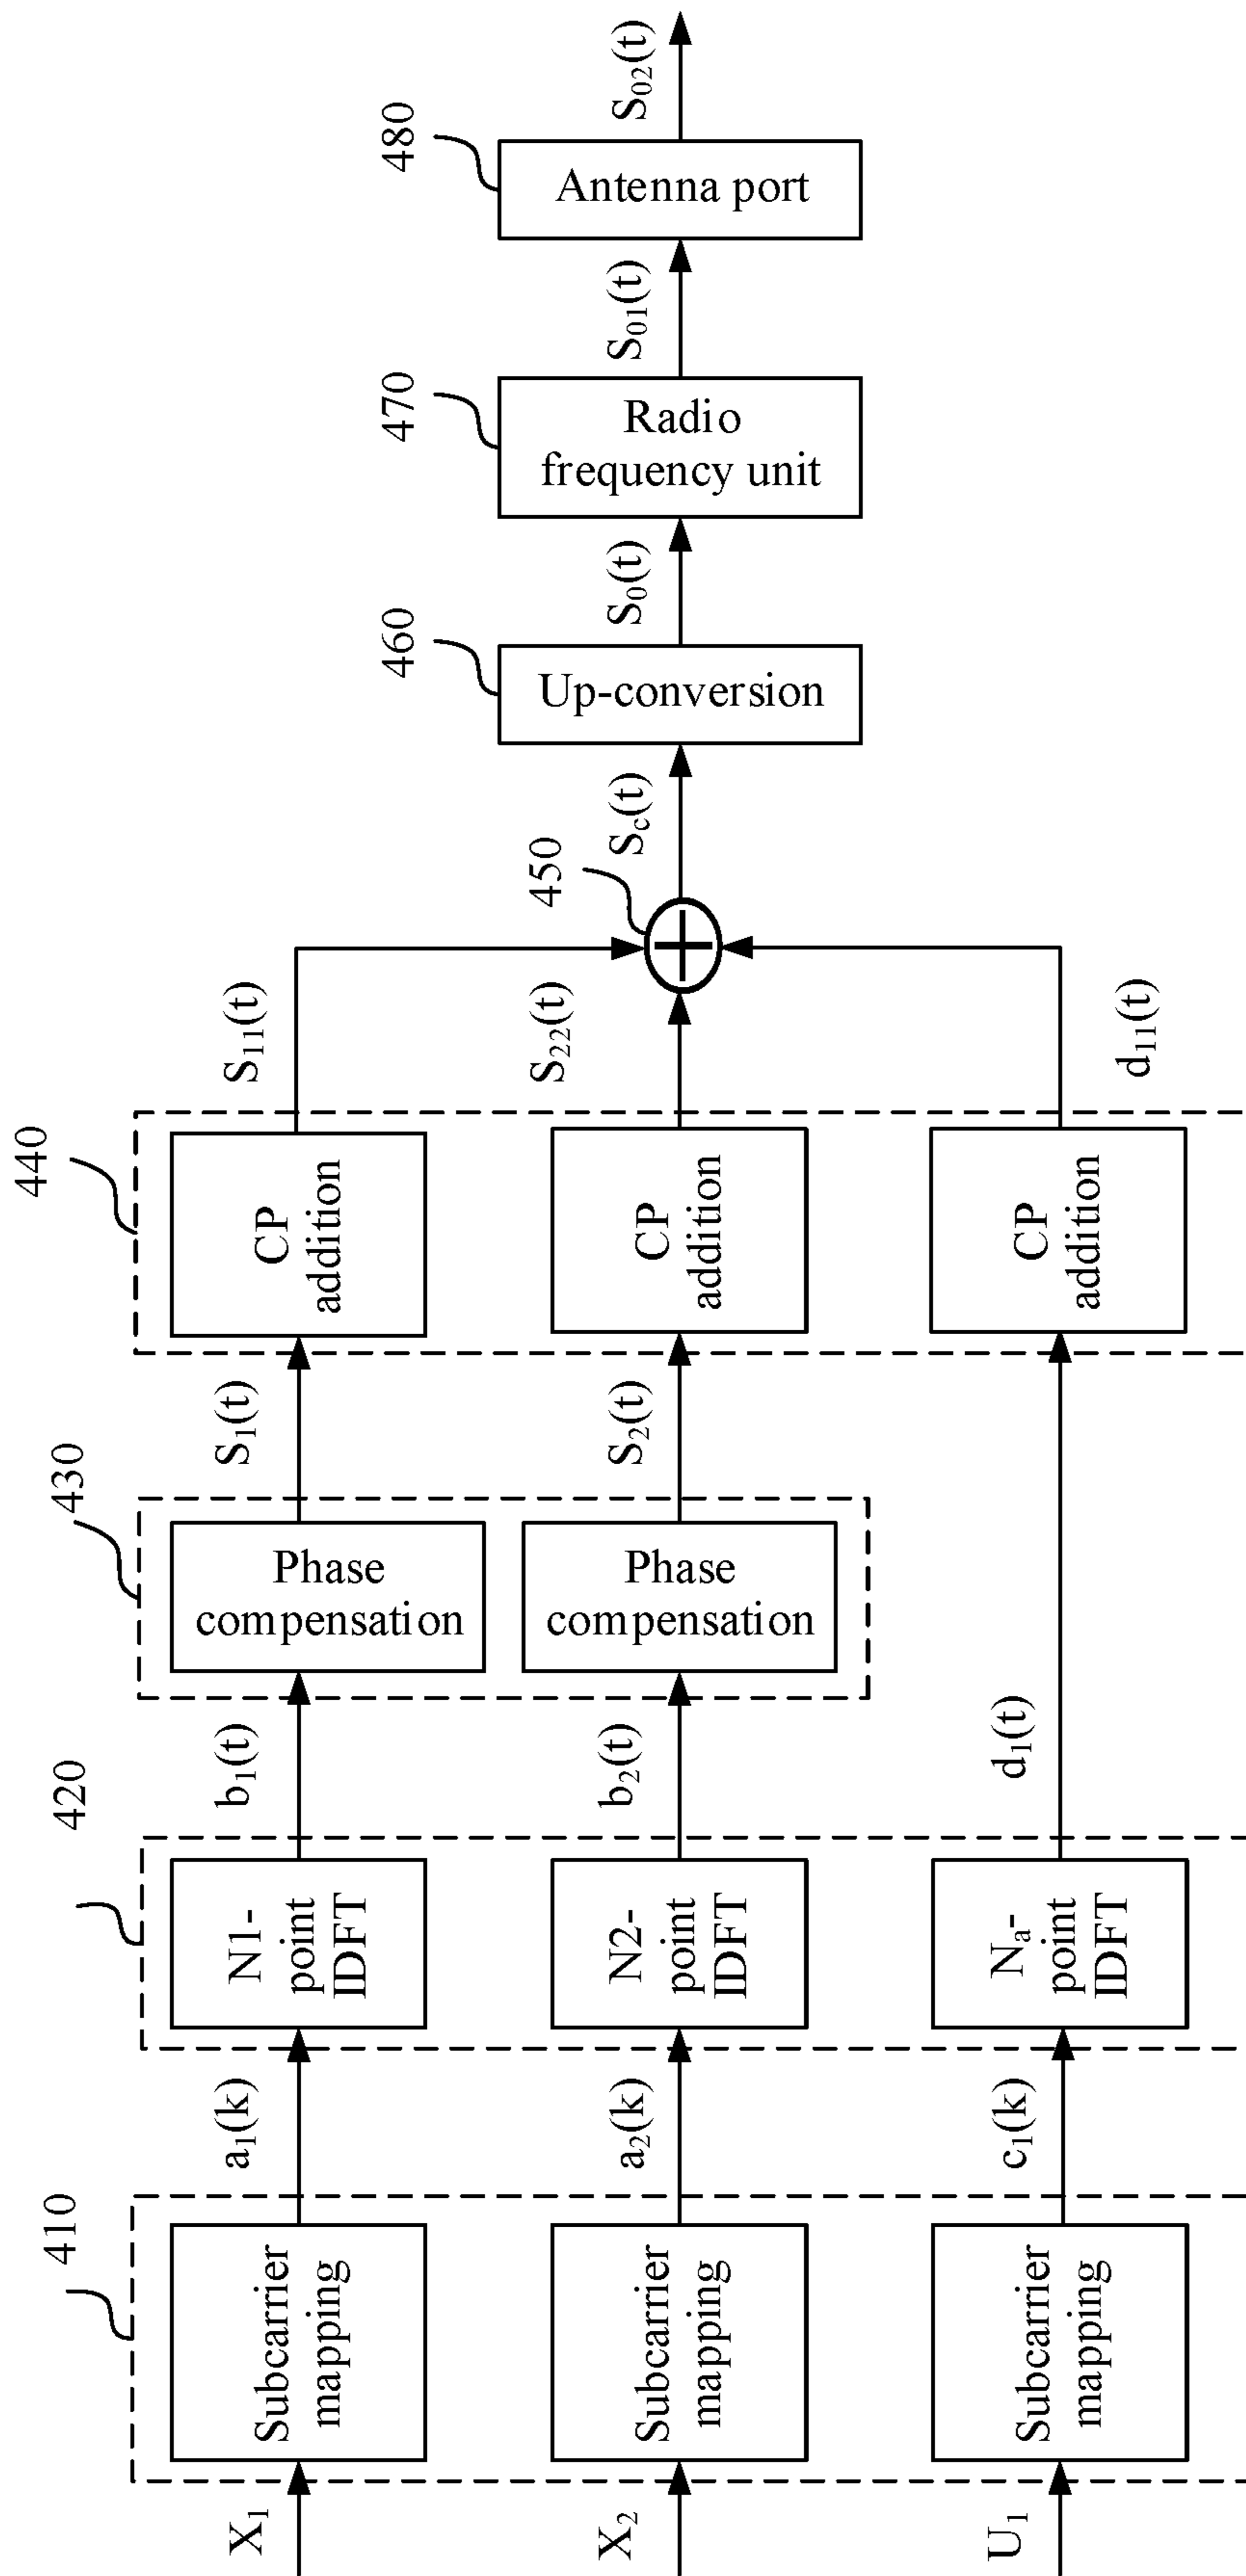 X1
Subcarrier
mapping
a1(k)
N1-
point
IDFT
b1(t)
Phase
compensation
S1(t)
CP
addition
S11(t)
X2
Subcarrier
mapping
a2(k)
N2-
point
IDFT
b2(t)
Phase
compensation
S2(t)
CP
addition
S22(t)
U1
Subcarrier
mapping
c1(k)
Na-
point
IDFT
d1(t)
CP
addition
d11(t)
410
420
430
440
450
Sc(t)
460
Up-conversion
S0(t)
470
Radio
frequency unit
S01(t)
480
Antenna port
S02(t)